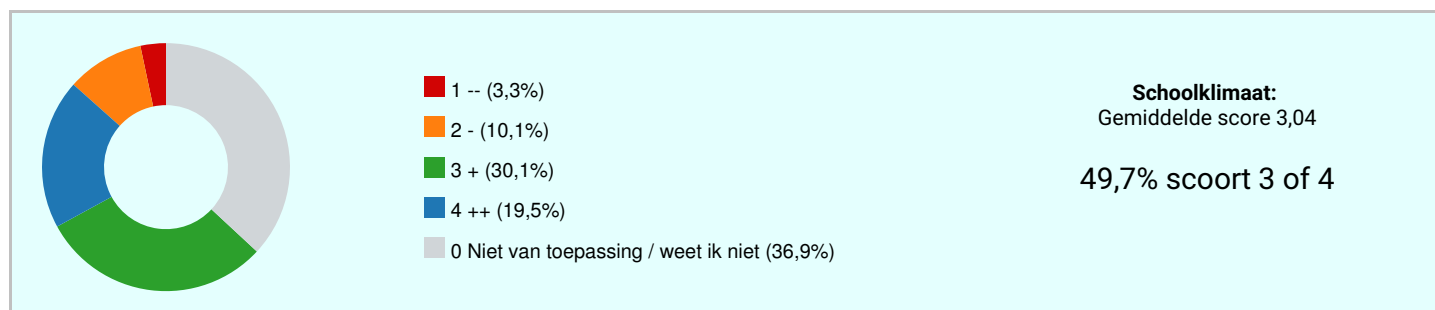 1 -- (3,3%)
2 - (10,1%)
3 + (30,1%)
4 ++ (19,5%)
0 Niet van toepassing / weet ik niet (36,9%)
Schoolklimaat:
Gemiddelde score 3,04
49,7% scoort 3 of 4